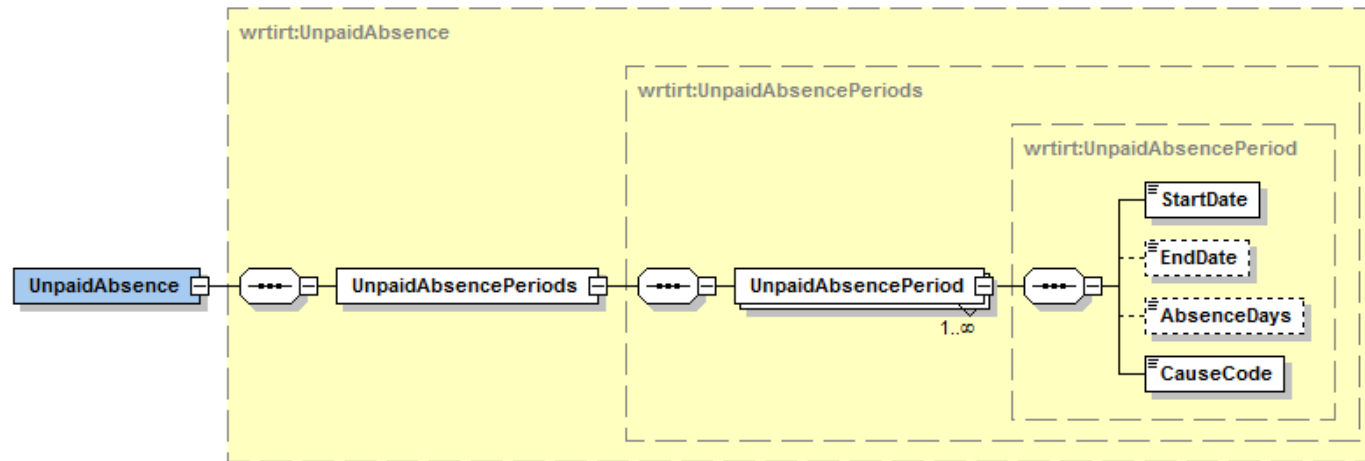 wrtirt:UnpaidAbsence
wrtirt:UnpaidAbsencePeriods
wrtirt:UnpaidAbsencePeriod
StartDate
EndDate
UnpaidAbsence
UnpaidAbsencePeriods
UnpaidAbsencePeriod
1..∞
AbsenceDays
CauseCode